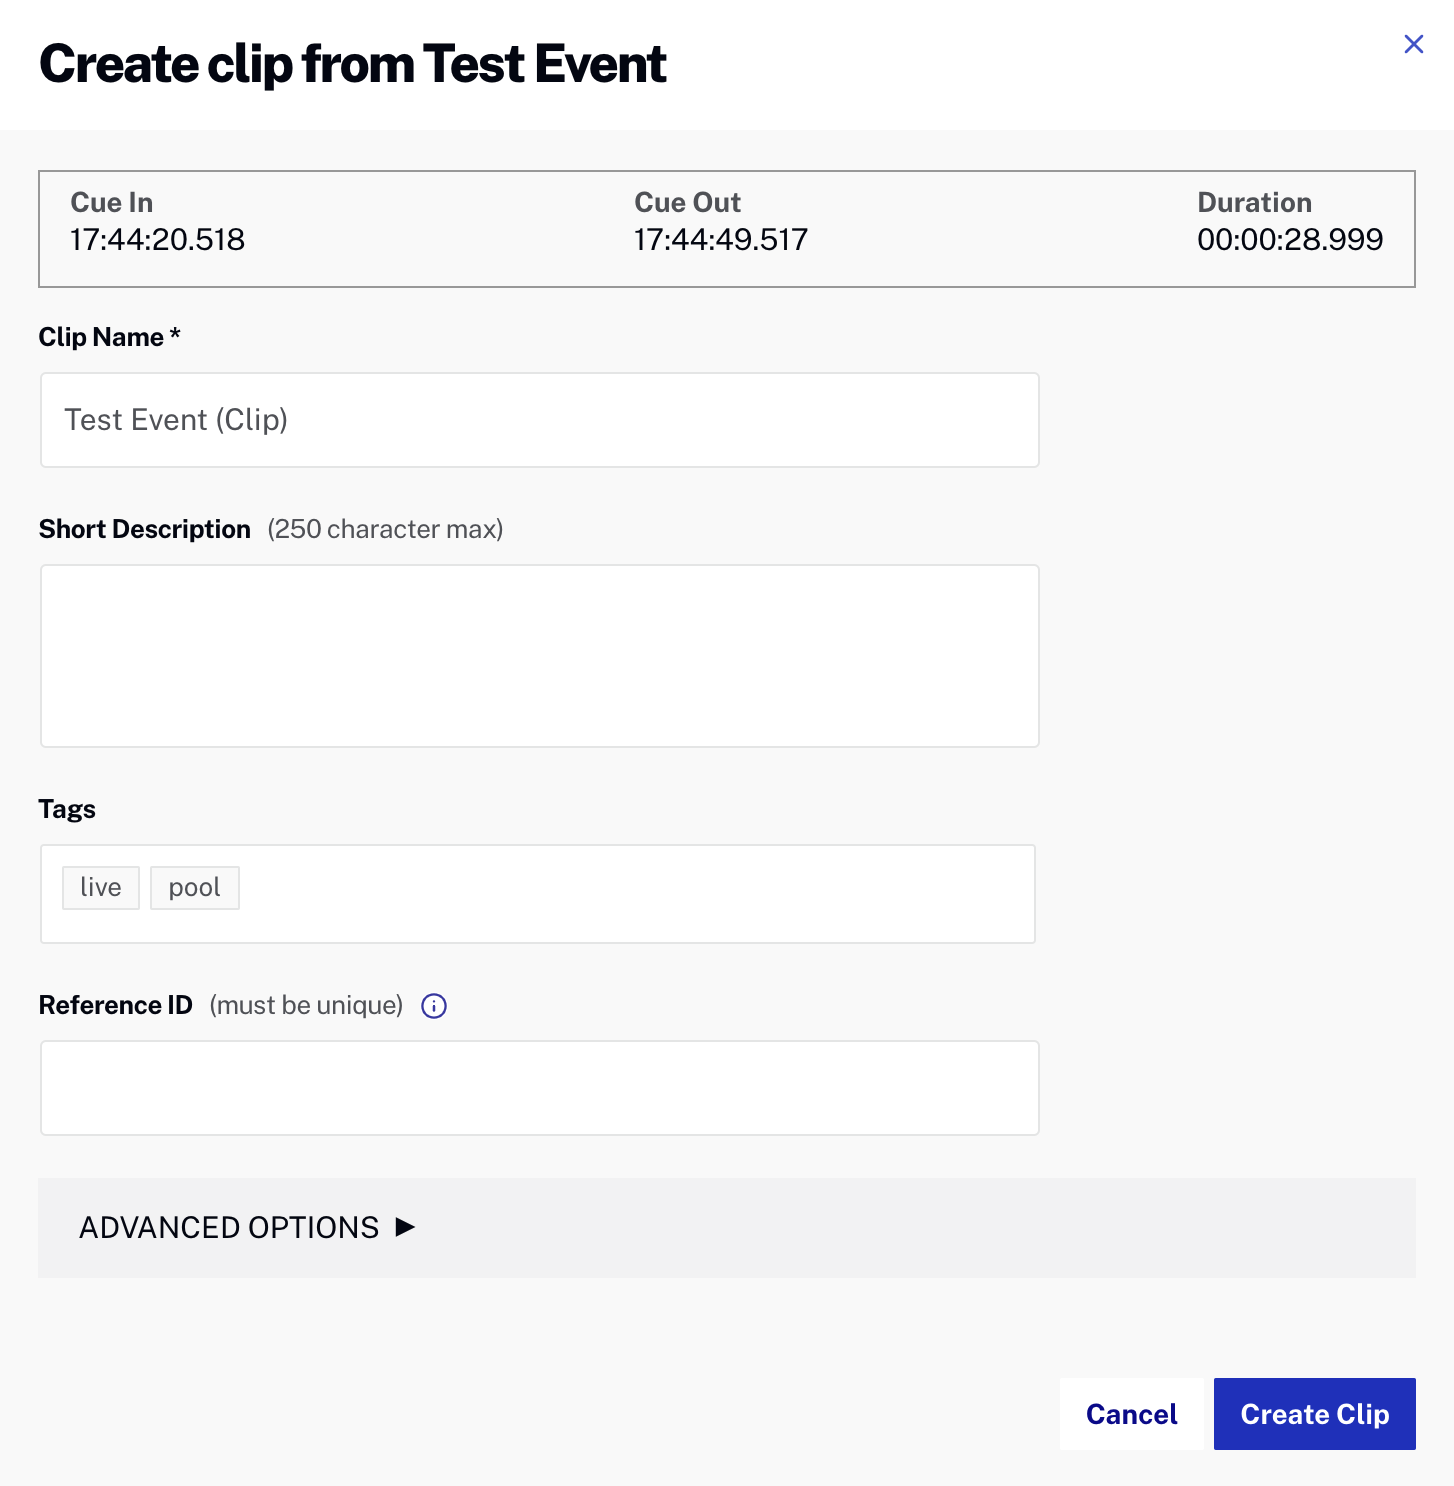 Create clip from Test Event
Cue In Cue Out Duration
17:44:20.518 17:44:49.517 00:00:28.999
Clip Name *
Test Event (Clip)
Short Description (250 character max)
Tags
live pool
Reference ID (must be unique)
ADVANCED OPTIONS
Cancel Create Clip